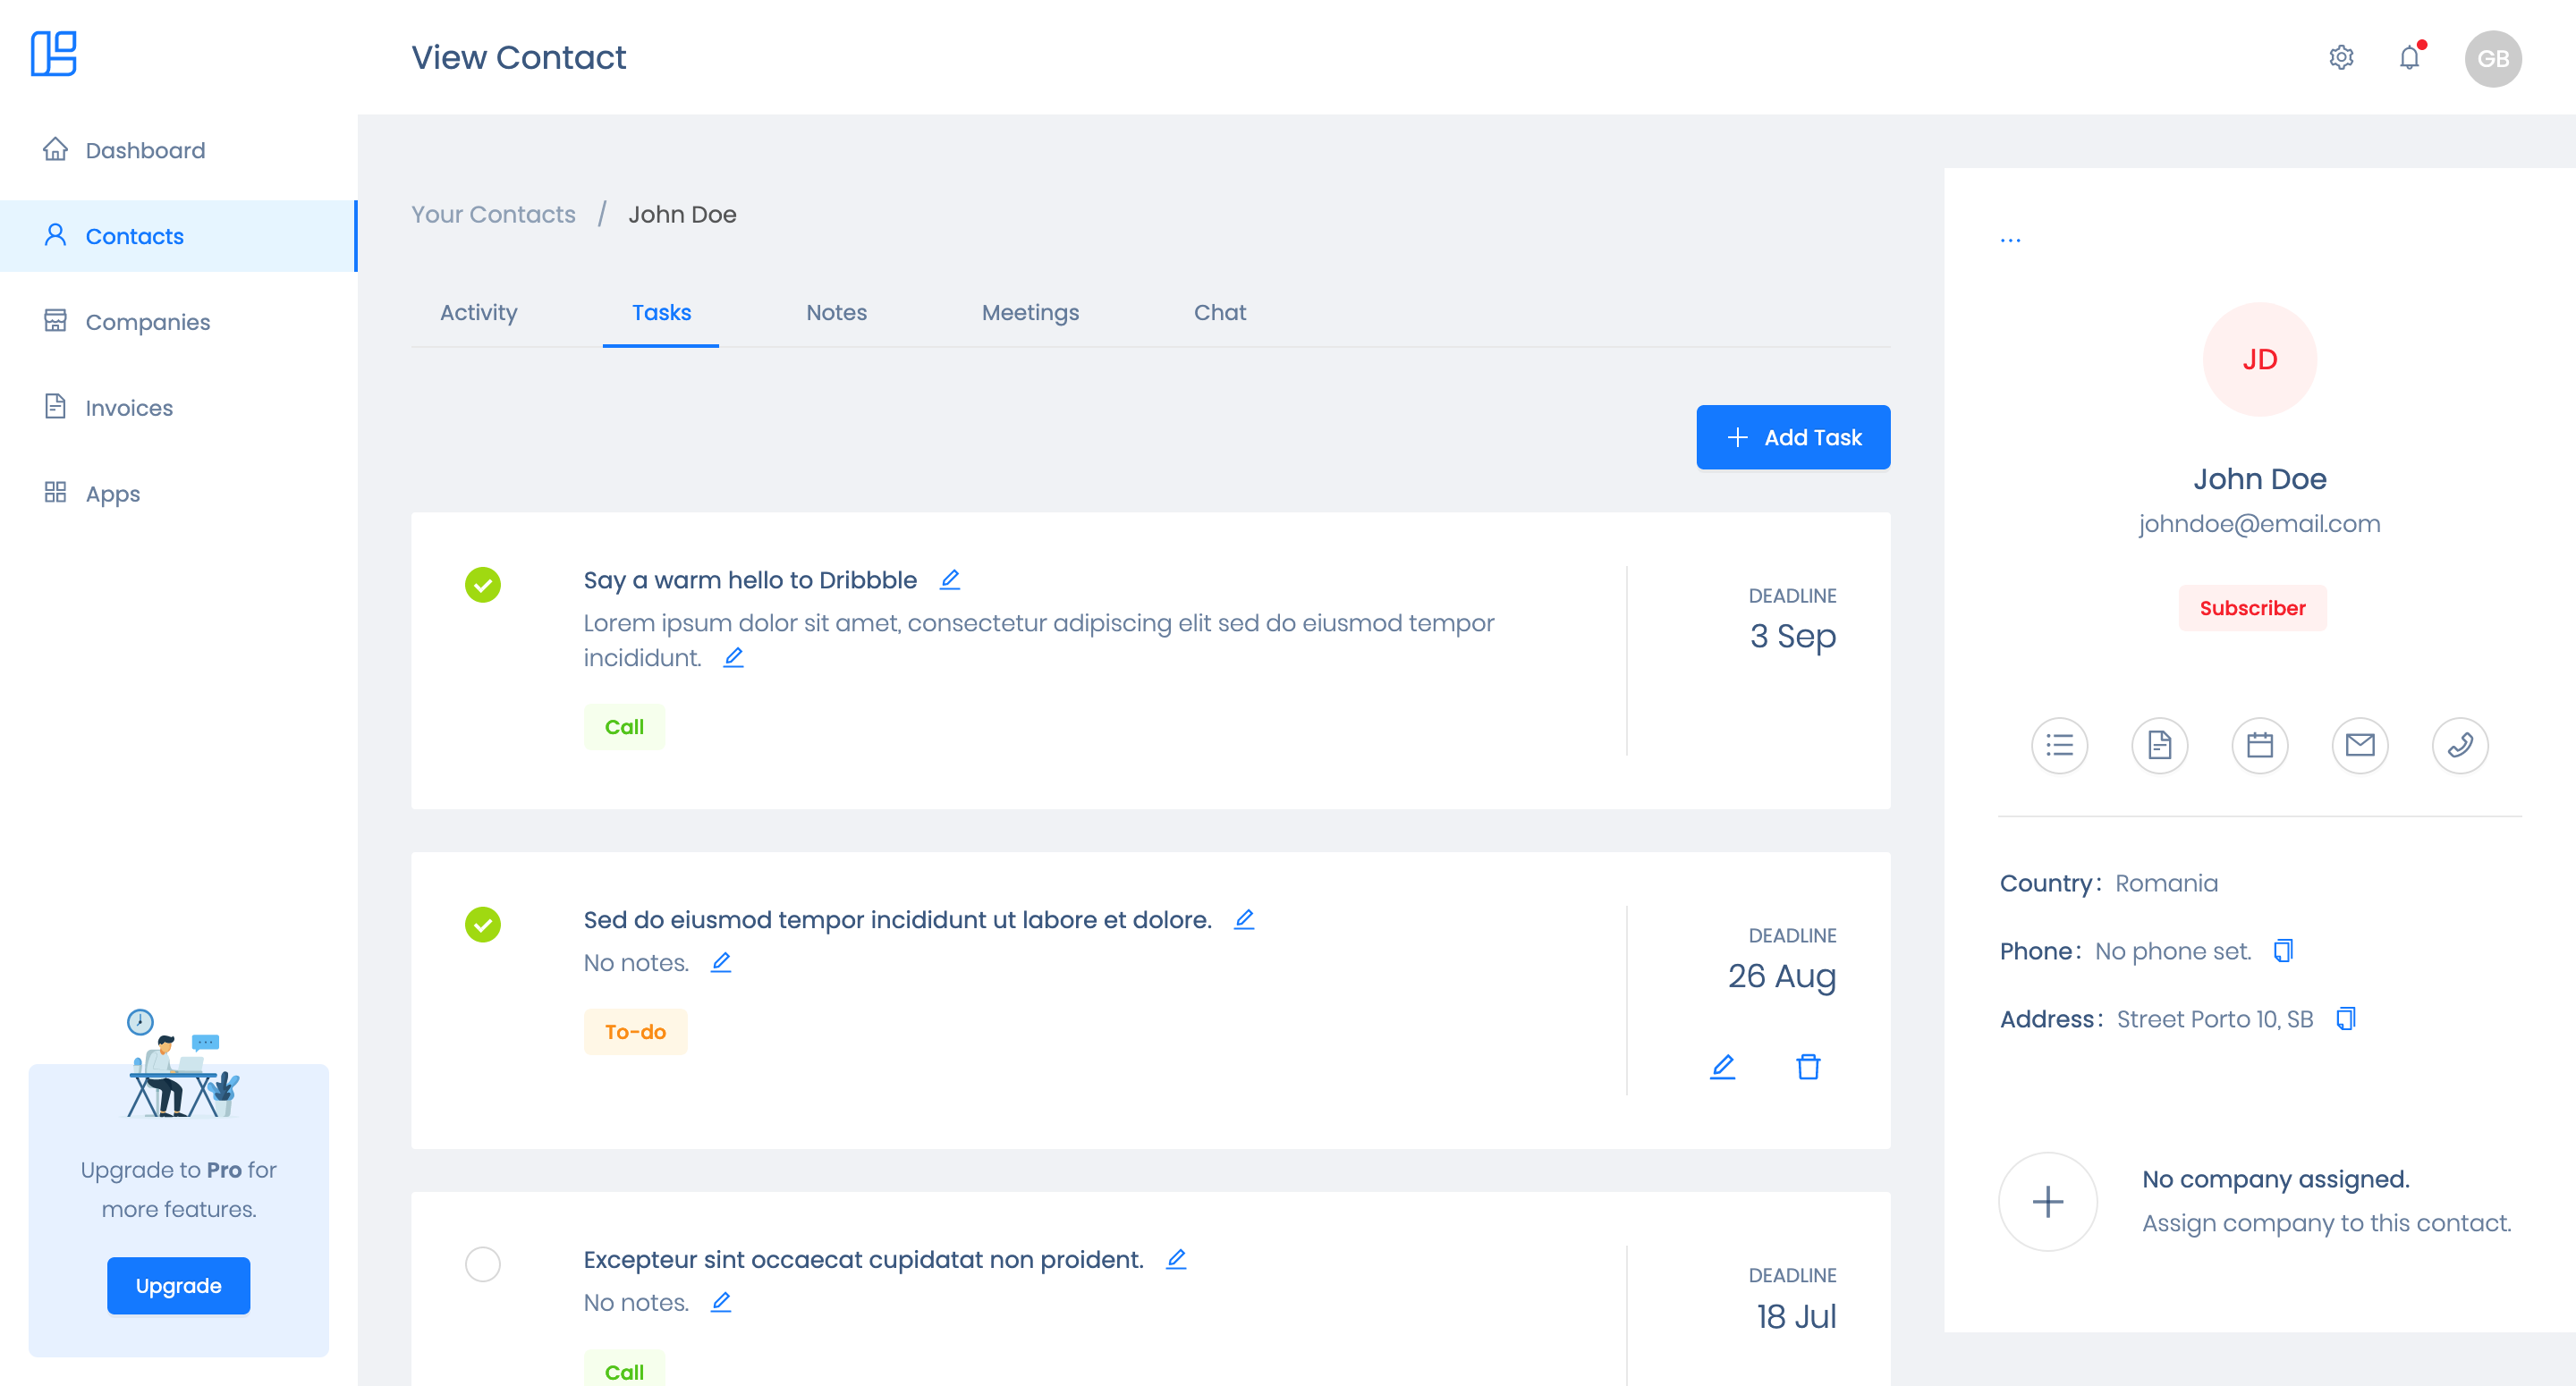 View Contact
GB
Dashboard
Contacts
Companies
Invoices
Apps
Upgrade to Pro for
more features.
Upgrade
Your Contacts / John Doe
Activity
Tasks
Notes
Meetings
Chat
Add Task
Say a warm hello to Dribbble
Lorem ipsum dolor sit amet, consectetur adipiscing elit sed do eiusmod tempor
incididunt.
Call
DEADLINE
3 Sep
Sed do eiusmod tempor incididunt ut labore et dolore.
No notes.
To-do
DEADLINE
26 Aug
Excepteur sint occaecat cupidatat non proident.
No notes.
Call
DEADLINE
18 Jul
JD
John Doe
johndoe@email.com
Subscriber
Country: Romania
Phone: No phone set.
Address: Street Porto 10, SB
No company assigned.
Assign company to this contact.